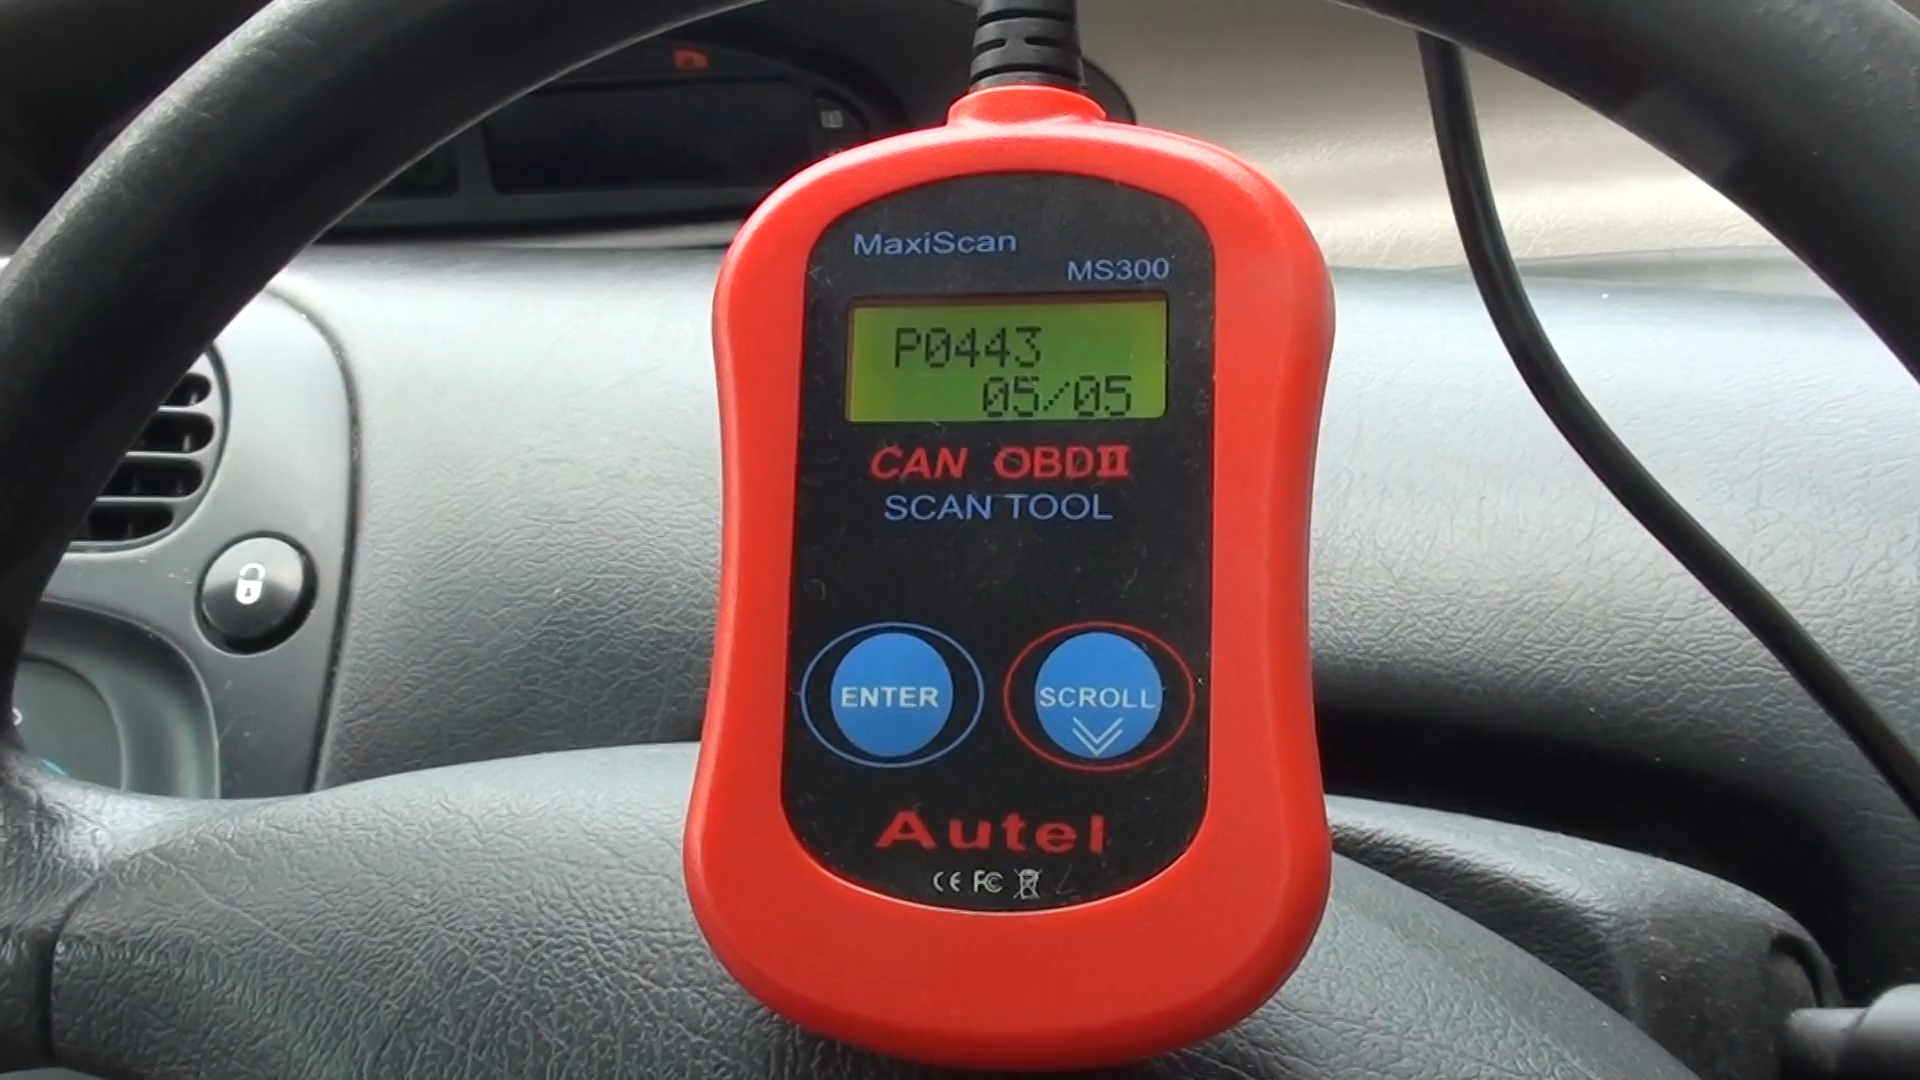 MaxiScan
MS300
P0443
05/05
CAN OBDII
SCAN TOOL
ENTER
SCROLL
Autel
CE FC